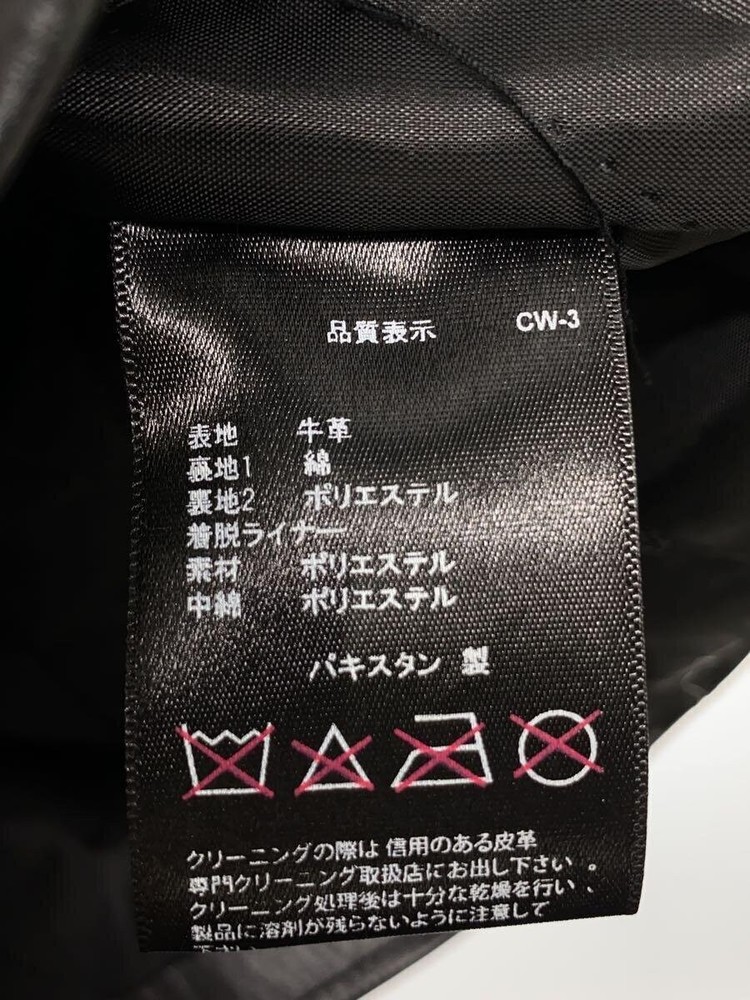 品質表示 CW-3
表地 牛革
裏地1 綿
裏地2 ポリエステル
着脱ライナー
素材 ポリエステル
中綿 ポリエステル
パキスタン 製
クリーニングの際は 信用のある皮革
専門クリーニング取扱店にお出し下さい 。
クリーニング処理後は十分な乾燥を行い 、
製品に溶剤が残らないように注意して
下さい